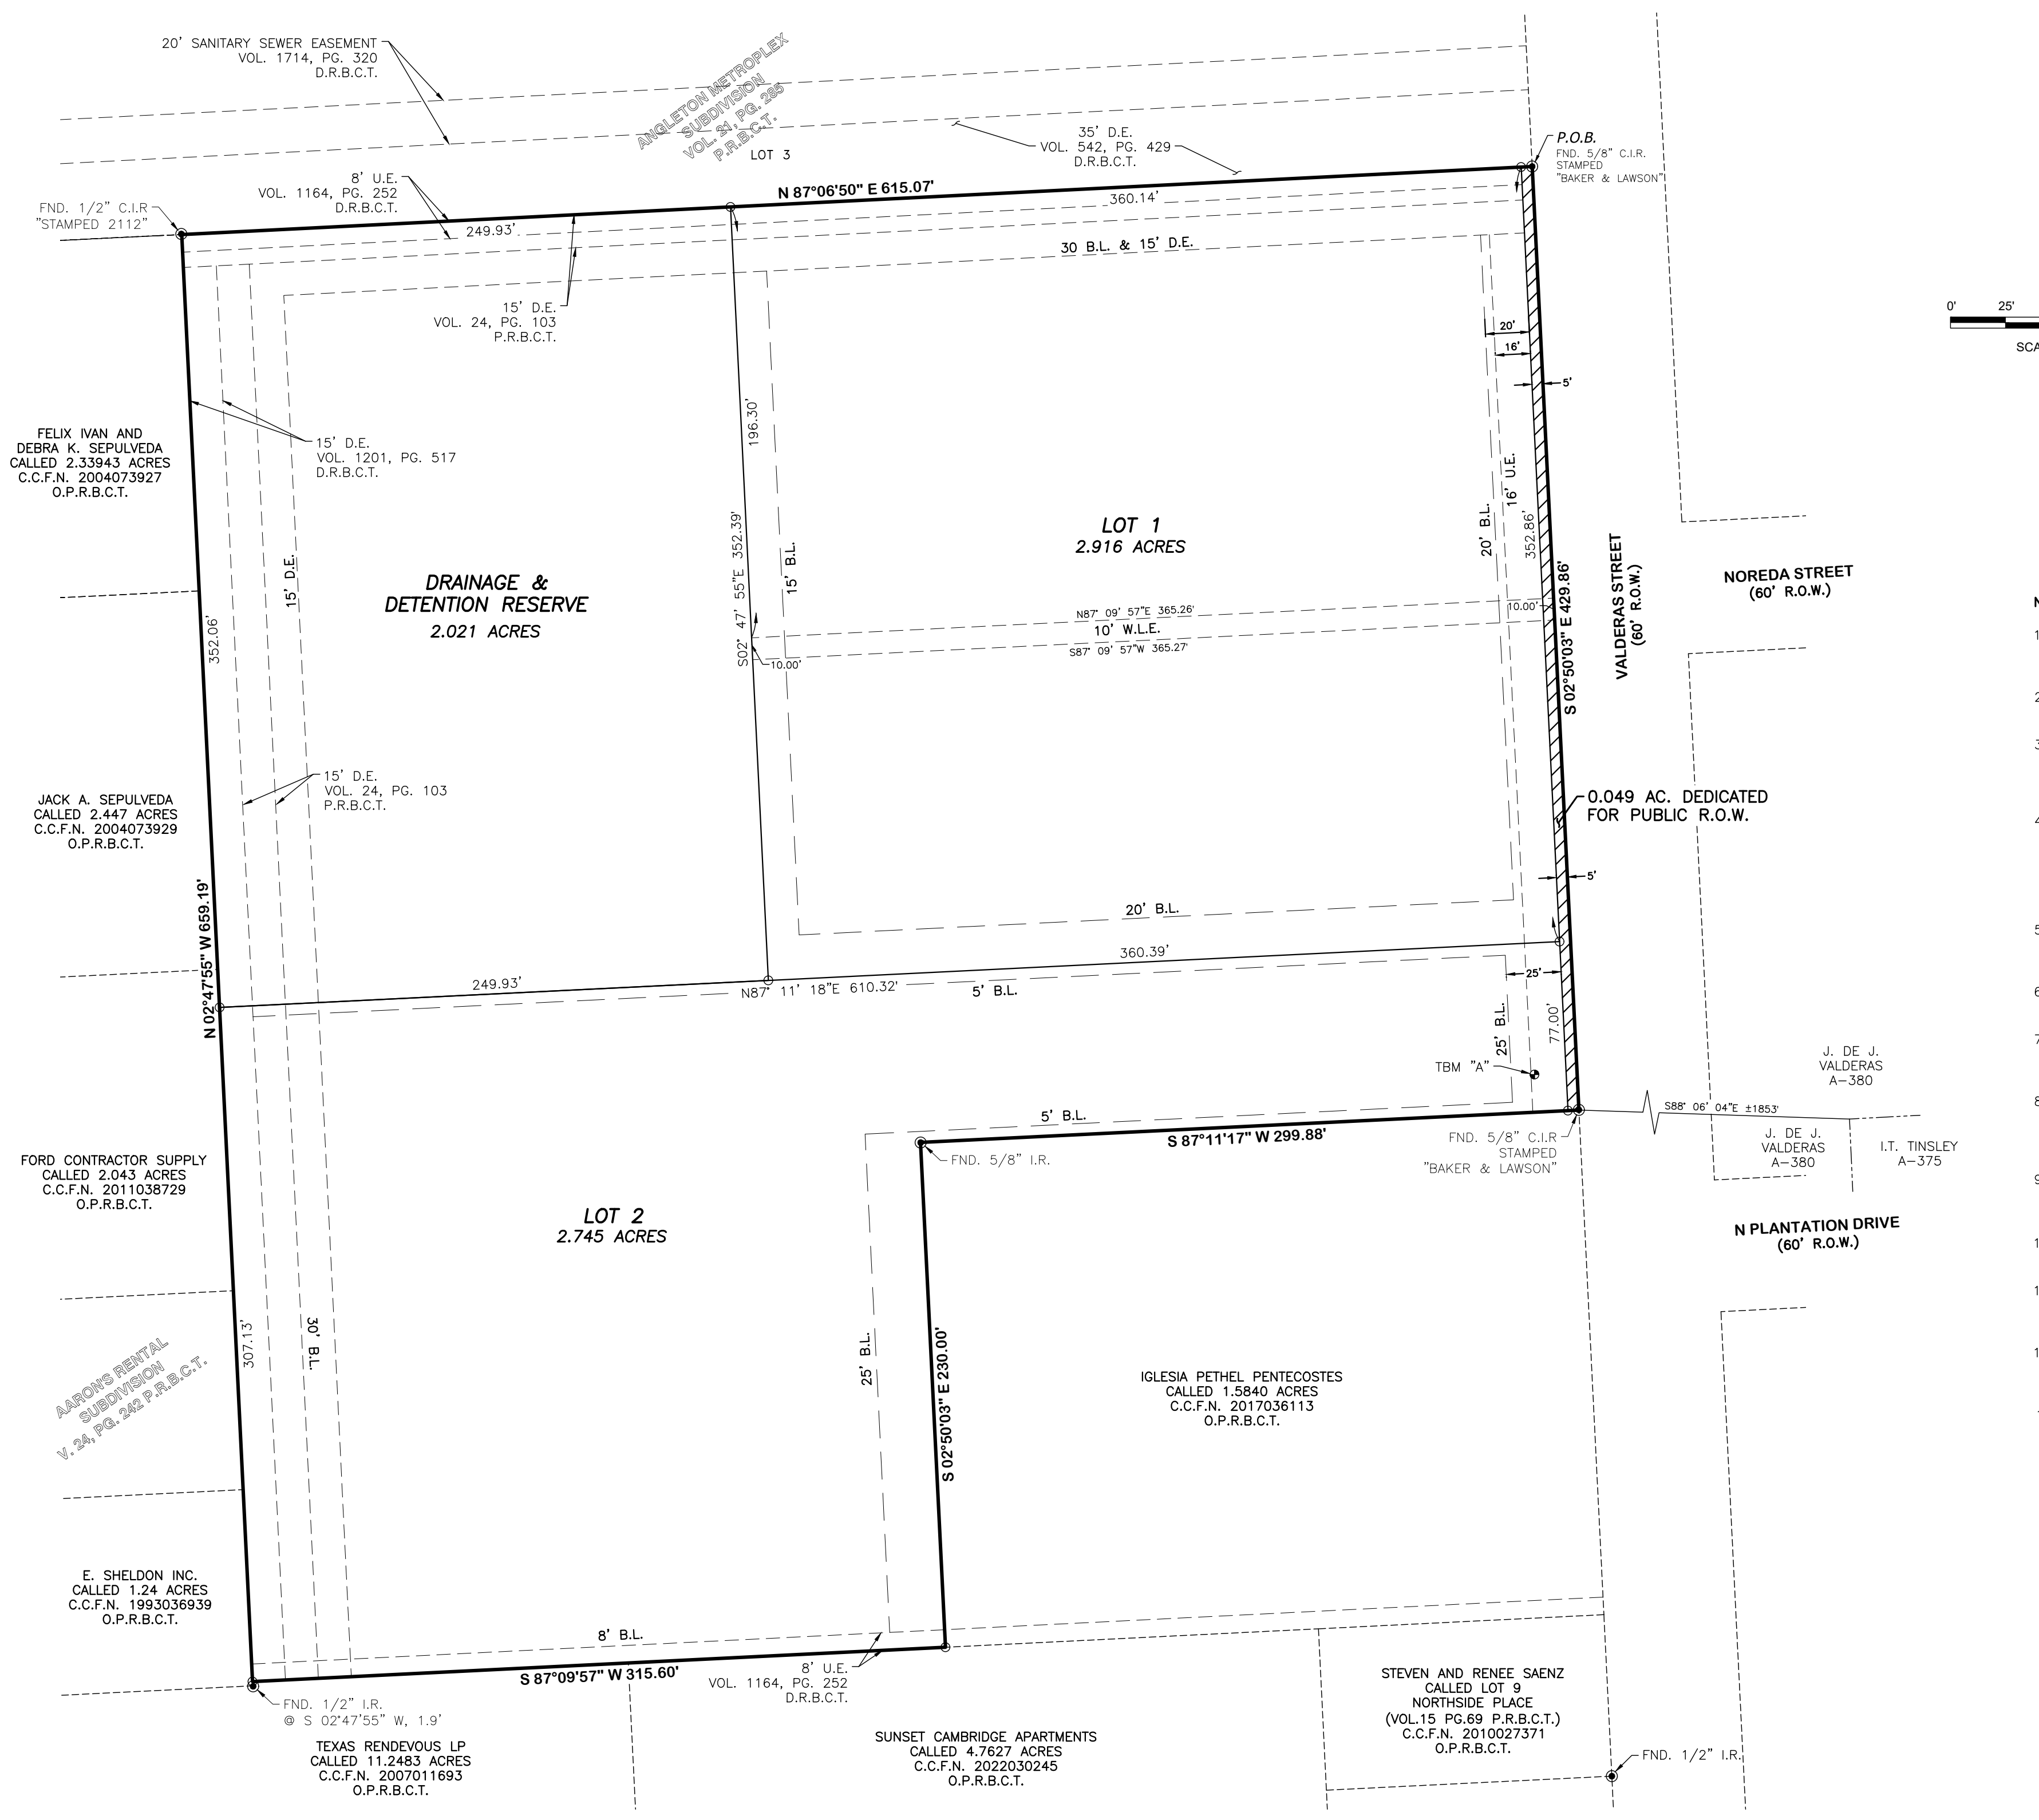 20' SANITARY SEWER EASEMENT
VOL. 1714, PG. 320
D.R.B.C.T.
ANGLETON METROPLEX
SUBDIVISION
VOL. 21, PG. 285
P.R.B.C.T.
LOT 3
35' D.E.
VOL. 542, PG. 429
D.R.B.C.T.
P.O.B.
FND. 5/8" C.I.R.
STAMPED
"BAKER & LAWSON"
8' U.E.
VOL. 1164, PG. 252
D.R.B.C.T.
FND. 1/2" C.I.R
"STAMPED 2112"
N 87°06'50" E 615.07'
249.93'
360.14'
30 B.L. & 15' D.E.
15' D.E.
VOL. 24, PG. 103
P.R.B.C.T.
0'
25'
SCA
20'
16'
5'
FELIX IVAN AND
DEBRA K. SEPULVEDA
CALLED 2.33943 ACRES
C.C.F.N. 2004073927
O.P.R.B.C.T.
15' D.E.
VOL. 1201, PG. 517
D.R.B.C.T.
196.30'
S02° 47' 55"E 352.39'
15' B.L.
LOT 1
2.916 ACRES
20' B.L.
16' U.E.
352.86'
S 02°50'03" E 429.86'
VALDERAS STREET
(60' R.O.W.)
NOREDA STREET
(60' R.O.W.)
15' D.E.
DRAINAGE &
DETENTION RESERVE
2.021 ACRES
352.06'
N87° 09' 57"E 365.26'
10.00'
10' W.L.E.
S87° 09' 57"W 365.27'
10.00'
N
1
2
3
4
5
6
7
8
9
1
1
1
15' D.E.
VOL. 24, PG. 103
P.R.B.C.T.
JACK A. SEPULVEDA
CALLED 2.447 ACRES
C.C.F.N. 2004073929
O.P.R.B.C.T.
0.049 AC. DEDICATED
FOR PUBLIC R.O.W.
5'
20' B.L.
N 02°47'55" W 659.19'
249.93'
360.39'
N87° 11' 18"E 610.32'
5' B.L.
25'
25' B.L.
77.00'
TBM "A"
J. DE J.
VALDERAS
A-380
5' B.L.
S88° 06' 04"E ±1853'
S 87°11'17" W 299.88'
FND. 5/8" I.R.
FND. 5/8" C.I.R
STAMPED
"BAKER & LAWSON"
J. DE J.
VALDERAS
A-380
I.T. TINSLEY
A-375
FORD CONTRACTOR SUPPLY
CALLED 2.043 ACRES
C.C.F.N. 2011038729
O.P.R.B.C.T.
LOT 2
2.745 ACRES
N PLANTATION DRIVE
(60' R.O.W.)
307.13'
30' B.L.
25' B.L.
S 02°50'03" E 230.00'
AARON'S RENTAL
SUBDIVISION
V. 24, PG. 242 P.R.B.C.T.
IGLESIA PETHEL PENTECOSTES
CALLED 1.5840 ACRES
C.C.F.N. 2017036113
O.P.R.B.C.T.
E. SHELDON INC.
CALLED 1.24 ACRES
C.C.F.N. 1993036939
O.P.R.B.C.T.
8' B.L.
S 87°09'57" W 315.60'
8' U.E.
VOL. 1164, PG. 252
D.R.B.C.T.
FND. 1/2" I.R.
@ S 02°47'55" W, 1.9'
TEXAS RENDEVOUS LP
CALLED 11.2483 ACRES
C.C.F.N. 2007011693
O.P.R.B.C.T.
SUNSET CAMBRIDGE APARTMENTS
CALLED 4.7627 ACRES
C.C.F.N. 2022030245
O.P.R.B.C.T.
STEVEN AND RENEE SAENZ
CALLED LOT 9
NORTHSIDE PLACE
(VOL.15 PG.69 P.R.B.C.T.)
C.C.F.N. 2010027371
O.P.R.B.C.T.
FND. 1/2" I.R.